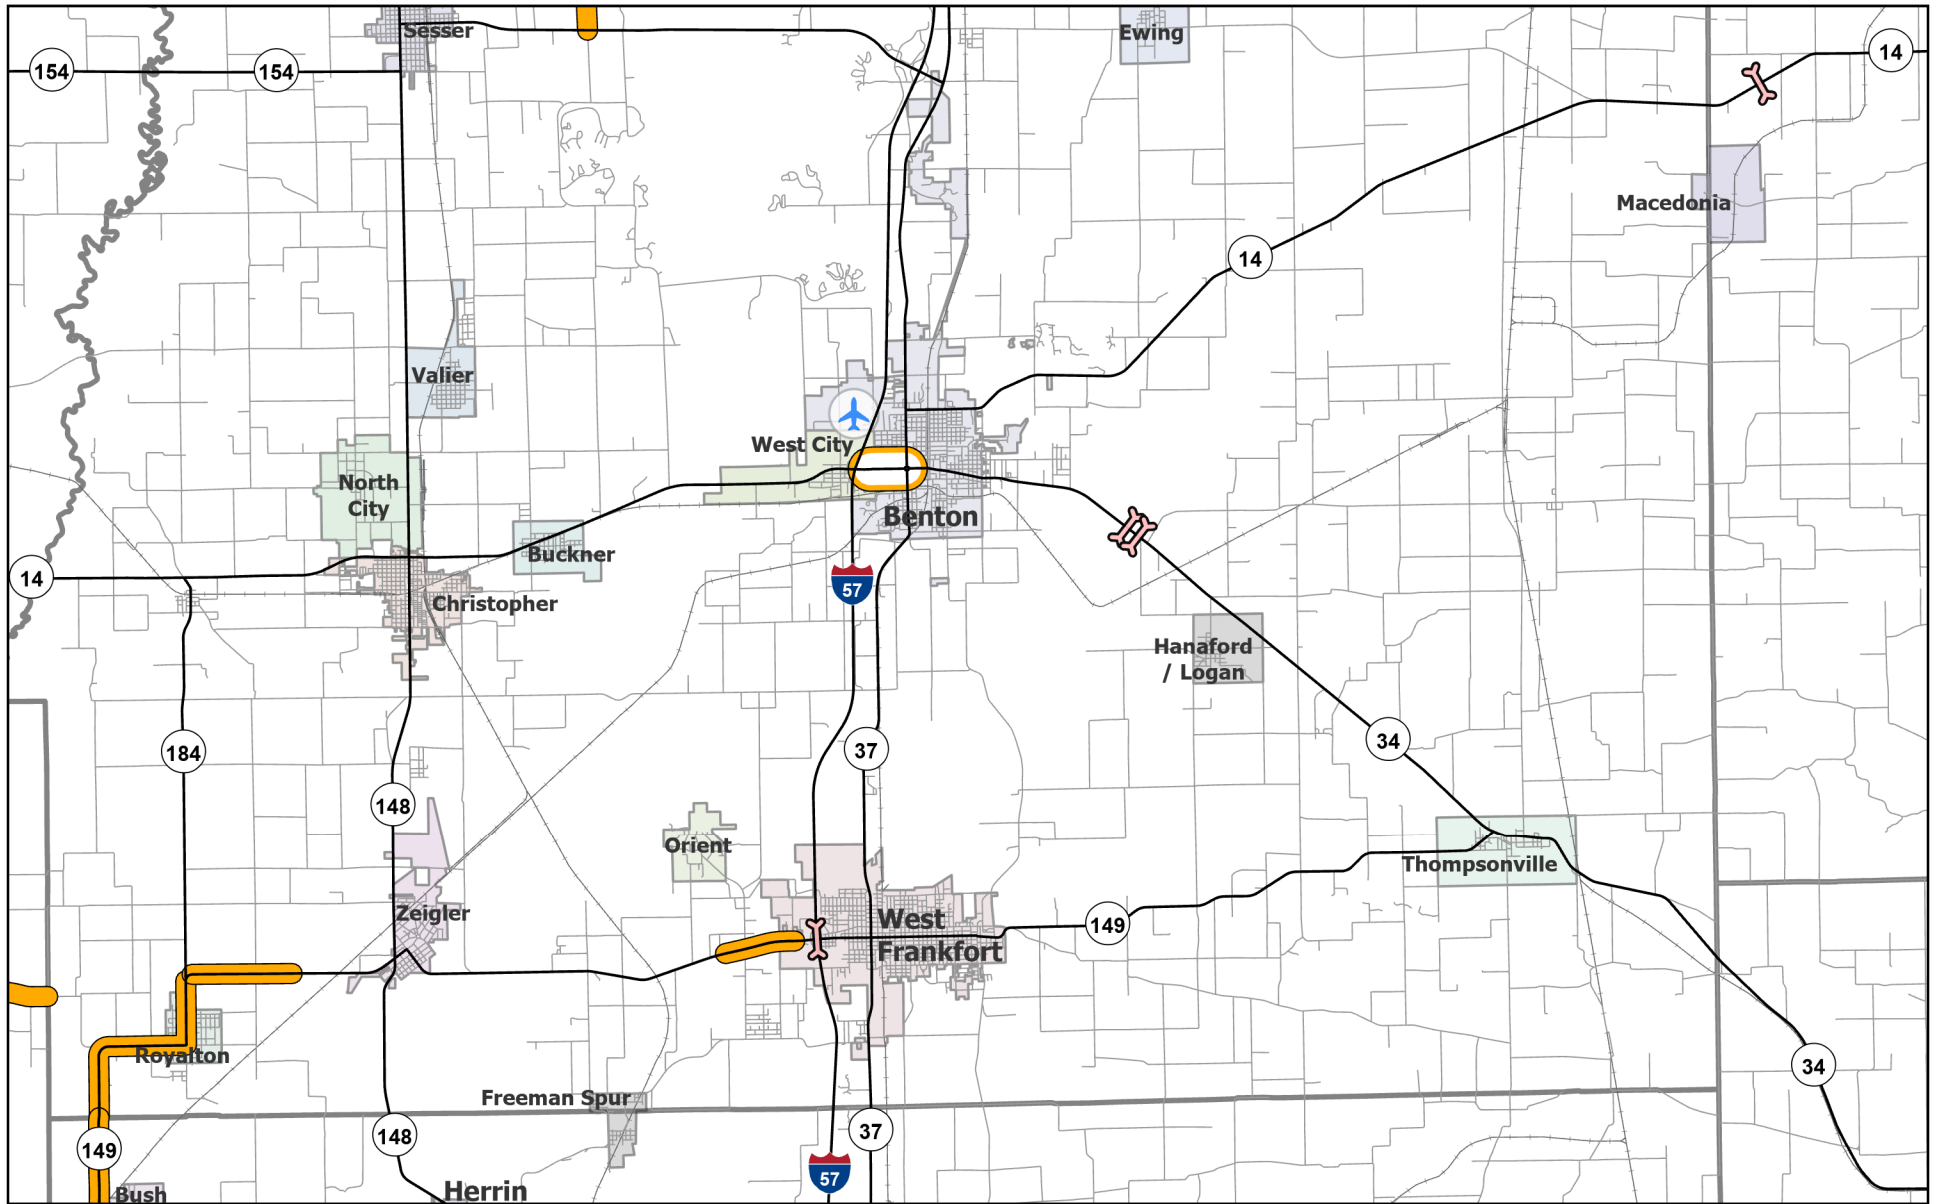 Sesser
Ewing
154
154
14
Macedonia
14
Valier
West City
North
City
Benton
Buckner
14
57
Christopher
Hanaford
/ Logan
184
37
34
148
Orient
Thompsonville
Zeigler
West
Frankfort
149
Royalton
34
Freeman Spur
149
148
37
57
Bush
Herrin